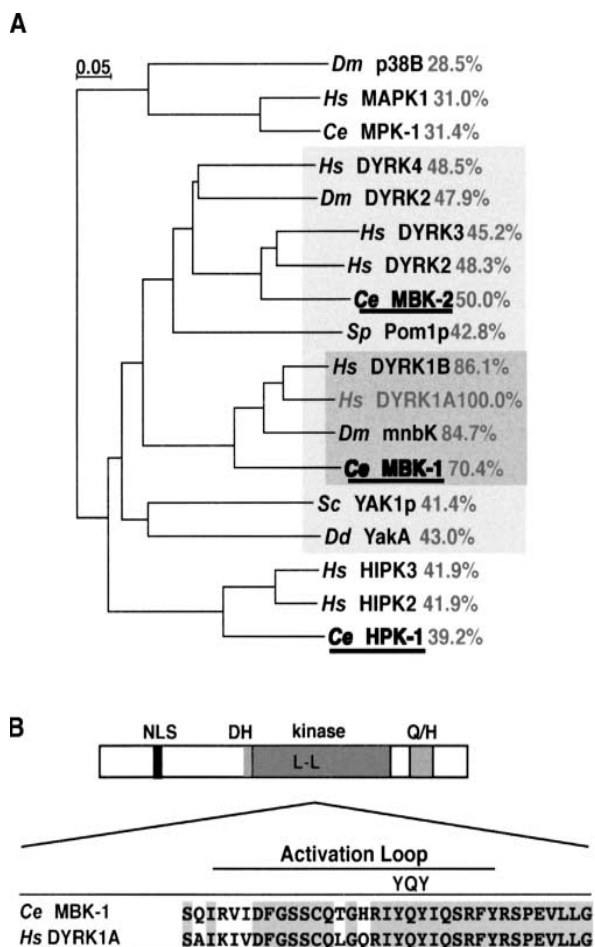 A
0.05
Dm p38B 28.5%
Hs MAPK1 31.0%
Ce MPK-1 31.4%
Hs DYRK4 48.5%
Dm DYRK2 47.9%
Hs DYRK3 45.2%
Hs DYRK2 48.3%
Ce MBK-2 50.0%
Sp Pom1p 42.8%
Hs DYRK1B 86.1%
Hs DYRK1A 100.0%
Dm mnbK 84.7%
Ce MBK-1 70.4%
Sc YAK1p 41.4%
Dd YakA 43.0%
Hs HIPK3 41.9%
Hs HIPK2 41.9%
Ce HPK-1 39.2%
B
NLS DH kinase Q/H
L-L
Activation Loop
YQY
Ce MBK-1 SQIRVIDFGSSCQTGHRIYQYIQSRFYRSPEVLLG
Hs DYRK1A SAIKIVDFGSSCQLGQRIYQYIQSRFYRSPEVLLG